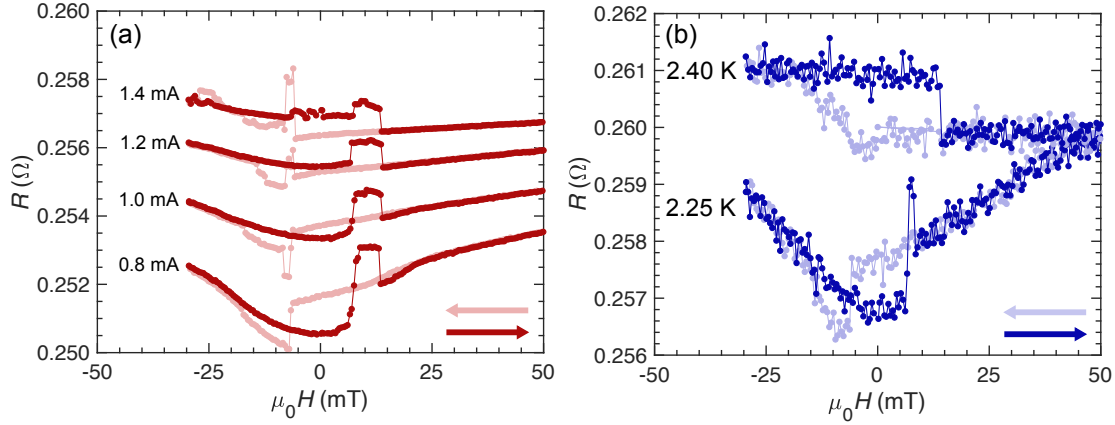 (a)
R (Ω)
0.260
0.258
0.256
0.254
0.252
0.250
1.4 mA
1.2 mA
1.0 mA
0.8 mA
-50
-25
0
25
50
μ₀H (mT)
(b)
R (Ω)
0.262
0.261
0.260
0.259
0.258
0.257
0.256
2.40 K
2.25 K
-50
-25
0
25
50
μ₀H (mT)